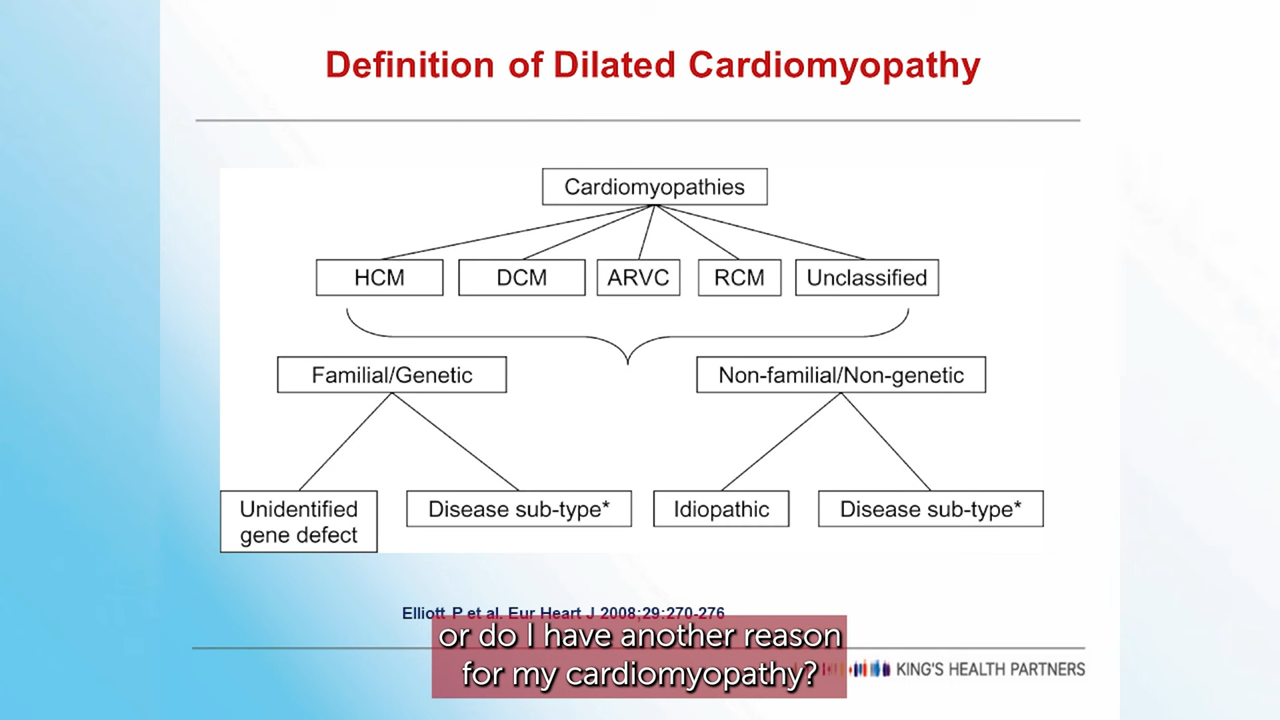 Definition of Dilated Cardiomyopathy
Cardiomyopathies
HCM
DCM
ARVC
RCM
Unclassified
Familial/Genetic
Non-familial/Non-genetic
Unidentified
gene defect
Disease sub-type*
Idiopathic
Disease sub-type*
Elliott P et al. Eur Heart J 2008;29:270-276
or do I have another reason
for my cardiomyopathy?
KING'S HEALTH PARTNERS